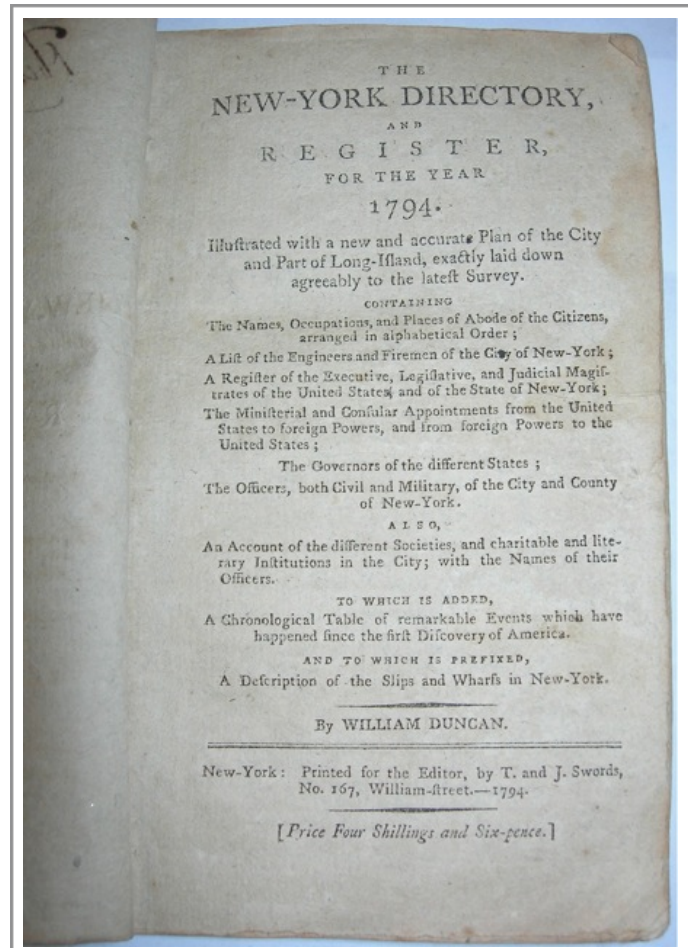 THE
NEW-YORK DIRECTORY,
AND
REGISTER,
FOR THE YEAR
1794.
Illuſtrated with a new and accurate Plan of the City
and Part of Long-Iſland, exactly laid down
agreeably to the lateſt Survey.
CONTAINING
The Names, Occupations, and Places of Abode of the Citizens,
arranged in alphabetical Order;
A Liſt of the Engineers and Firemen of the City of New-York;
A Regiſter of the Executive, Legiſlative, and Judicial Magiſ-
trates of the United States, and of the State of New-York;
The Miniſterial and Conſular Appointments from the United
States to foreign Powers, and from foreign Powers to the
United States;
The Governors of the different States;
The Officers, both Civil and Military, of the City and County
of New-York.
ALSO,
An Account of the different Societies, and charitable and lite-
rary Inſtitutions in the City; with the Names of their
Officers.
TO WHICH IS ADDED,
A Chronological Table of remarkable Events which have
happened ſince the firſt Diſcovery of America.
AND TO WHICH IS PREFIXED,
A Deſcription of the Slips and Wharfs in New-York.
By WILLIAM DUNCAN.
New-York: Printed for the Editor, by T. and J. Swords,
No. 167, William-ſtreet.—1794.
[Price Four Shillings and Six-pence.]